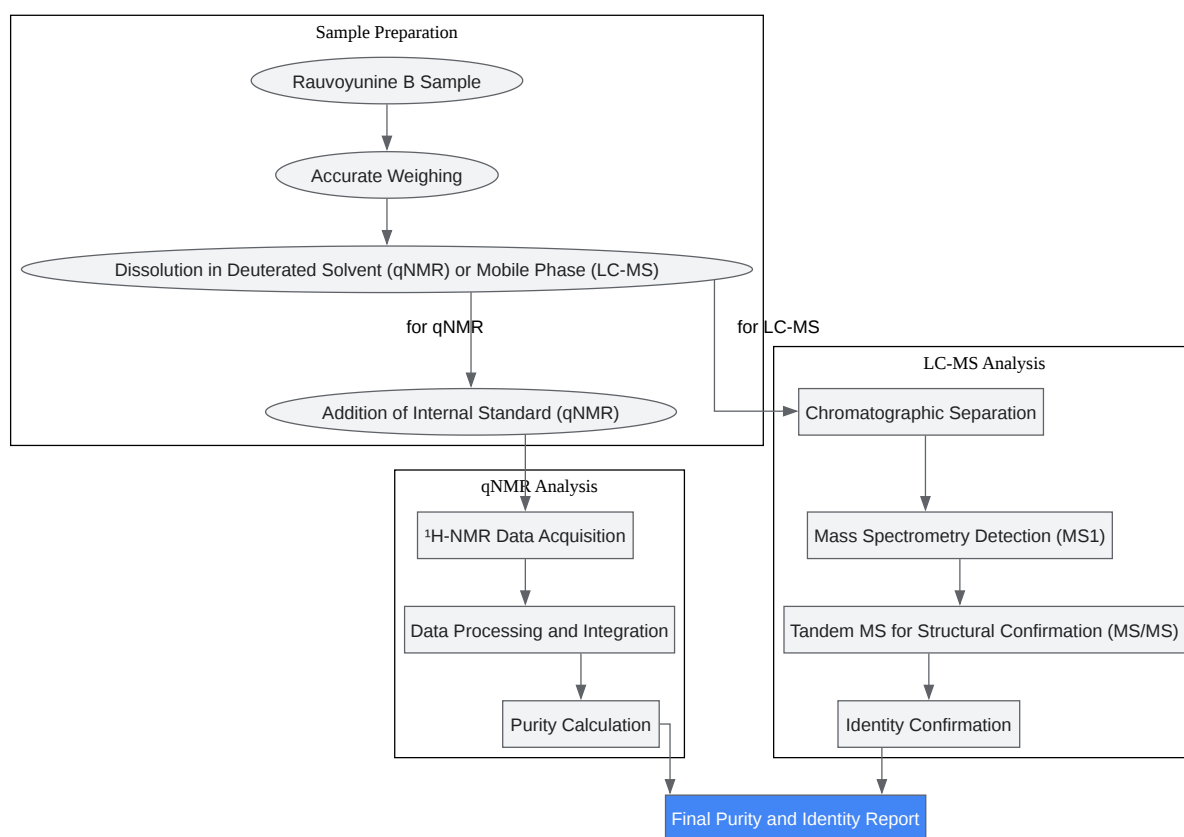 Sample Preparation
Rauvoyunine B Sample
Accurate Weighing
Dissolution in Deuterated Solvent (qNMR) or Mobile Phase (LC-MS)
for qNMR
for LC-MS
Addition of Internal Standard (qNMR)
qNMR Analysis
¹H-NMR Data Acquisition
Data Processing and Integration
Purity Calculation
LC-MS Analysis
Chromatographic Separation
Mass Spectrometry Detection (MS1)
Tandem MS for Structural Confirmation (MS/MS)
Identity Confirmation
Final Purity and Identity Report